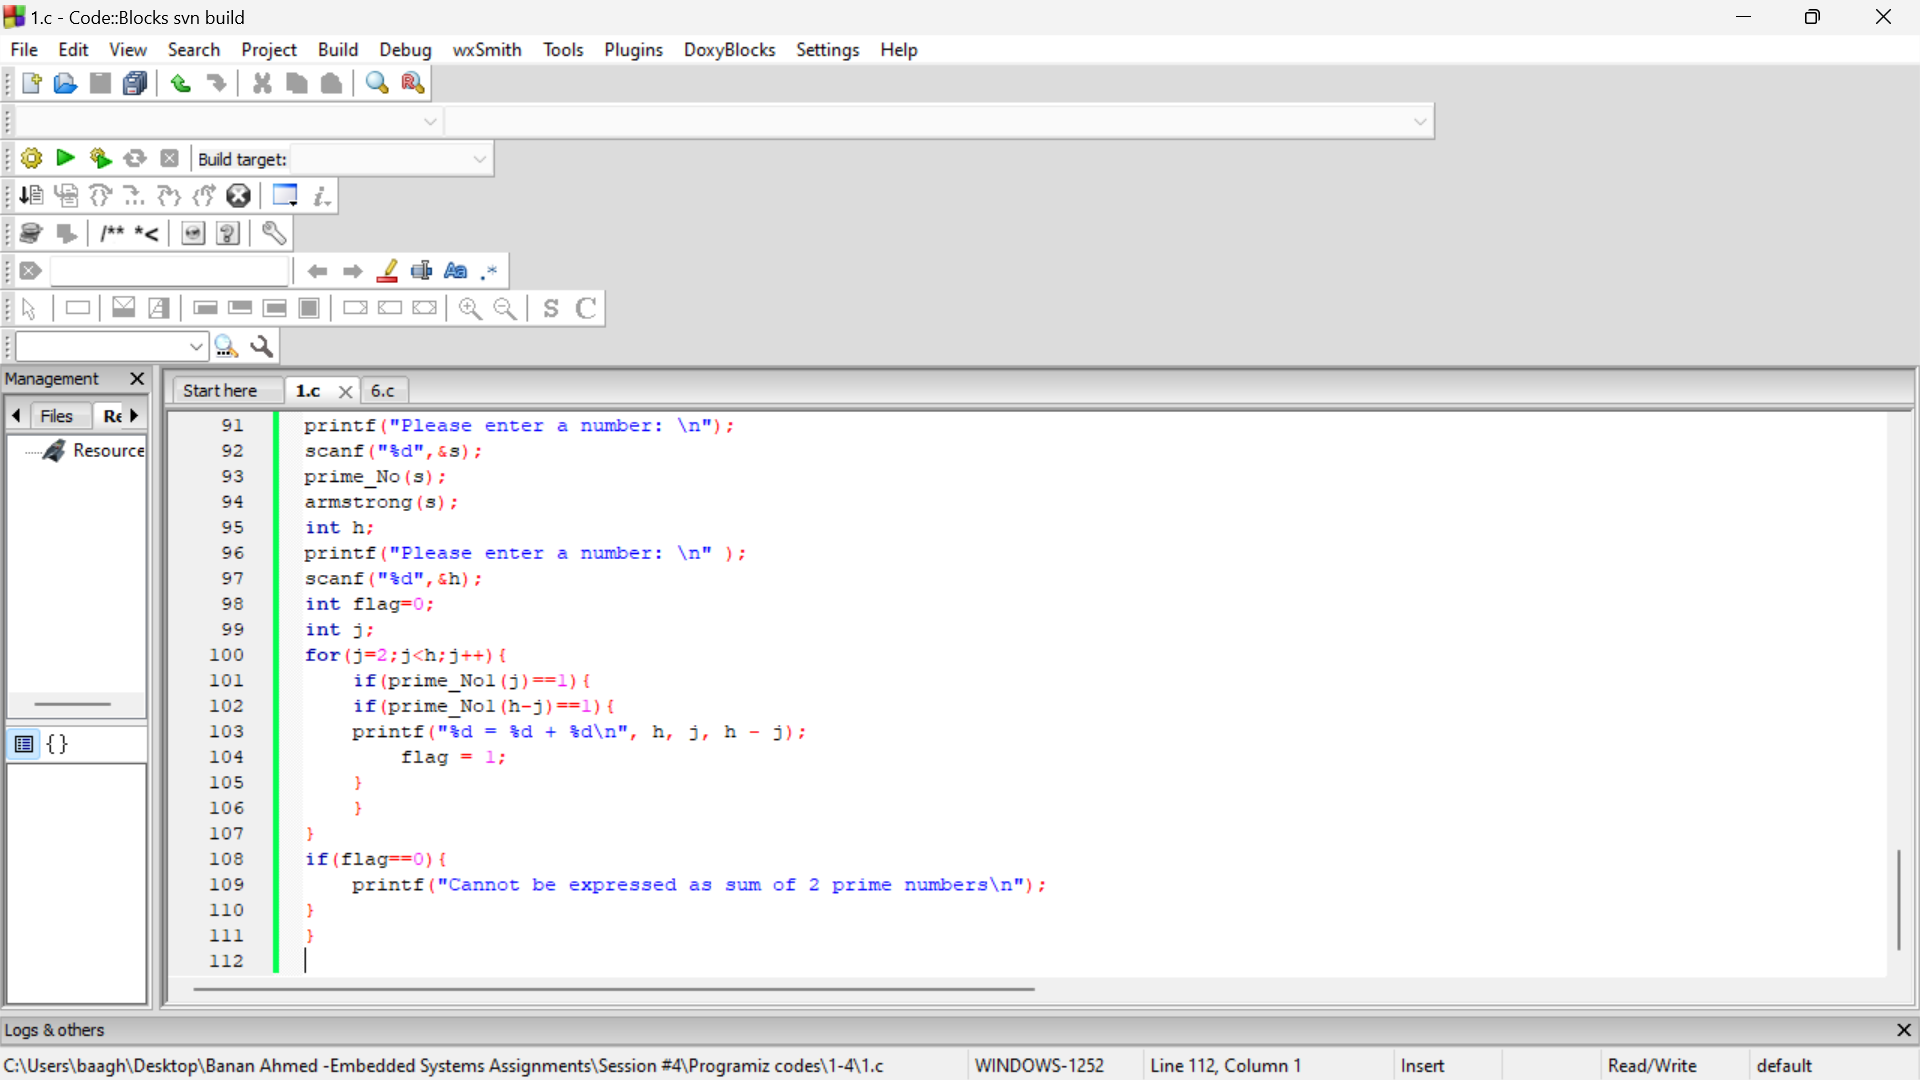 1.c - Code::Blocks svn build
File Edit View Search Project Build Debug wxSmith Tools Plugins DoxyBlocks Settings Help
Build target:
/** *<
Aa .*
S C
Management
Start here 1.c 6.c
Files Re
Resource
{}
91 printf("Please enter a number: \n");
92 scanf("%d",&s);
93 prime_No(s);
94 armstrong(s);
95 int h;
96 printf("Please enter a number: \n" );
97 scanf("%d",&h);
98 int flag=0;
99 int j;
100 for(j=2;j<h;j++){
101 if(prime_No1(j)==1){
102 if(prime_No1(h-j)==1){
103 printf("%d = %d + %d\n", h, j, h - j);
104 flag = 1;
105 }
106 }
107 }
108 if(flag==0){
109 printf("Cannot be expressed as sum of 2 prime numbers\n");
110 }
111 }
112
Logs & others
C:\Users\baagh\Desktop\Banan Ahmed -Embedded Systems Assignments\Session #4\Programiz codes\1-4\1.c WINDOWS-1252 Line 112, Column 1 Insert Read/Write default